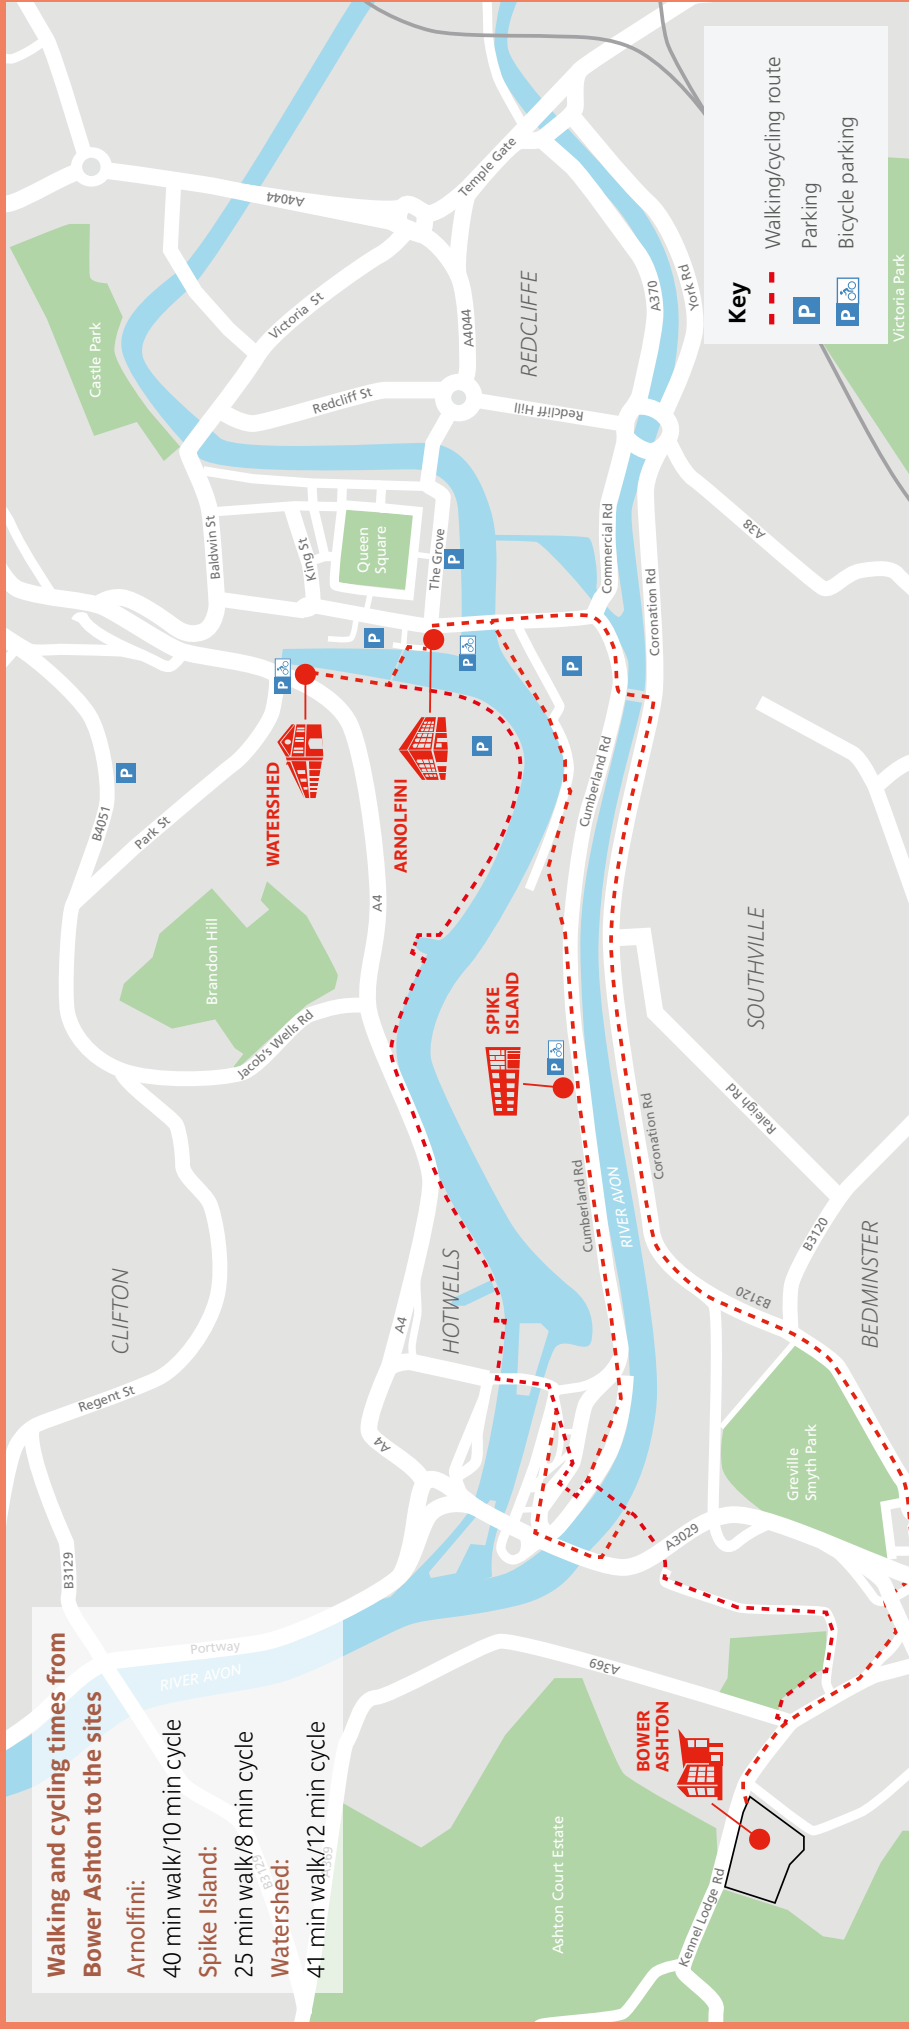 Walking and cycling times from
Bower Ashton to the sites
Arnolfini:
40 min walk/10 min cycle
Spike Island:
25 min walk/8 min cycle
Watershed:
41 min walk/12 min cycle
B3129
A369
Portway
RIVER AVON
B3129
Regent St
CLIFTON
A4
A4
HOTWELLS
Jacob's Wells Rd
Brandon Hill
A4
Park St
B4051
P
WATERSHED
P
ARNOLFINI
P
P
P
P
P
P
Baldwin St
King St
Queen
Square
The Grove
Castle Park
Redcliff St
Victoria St
A4044
A4044
Temple Gate
REDCLIFFE
Redcliff Hill
A370
York Rd
Commercial Rd
Coronation Rd
A38
Cumberland Rd
SPIKE
ISLAND
P
Cumberland Rd
RIVER AVON
Coronation Rd
SOUTHVILLE
Raleigh Rd
B3120
B3120
BEDMINSTER
Greville
Smyth Park
A3029
A369
BOWER
ASHTON
Ashton Court Estate
Kennel Lodge Rd
Key
Walking/cycling route
P
Parking
P
Bicycle parking
Victoria Park